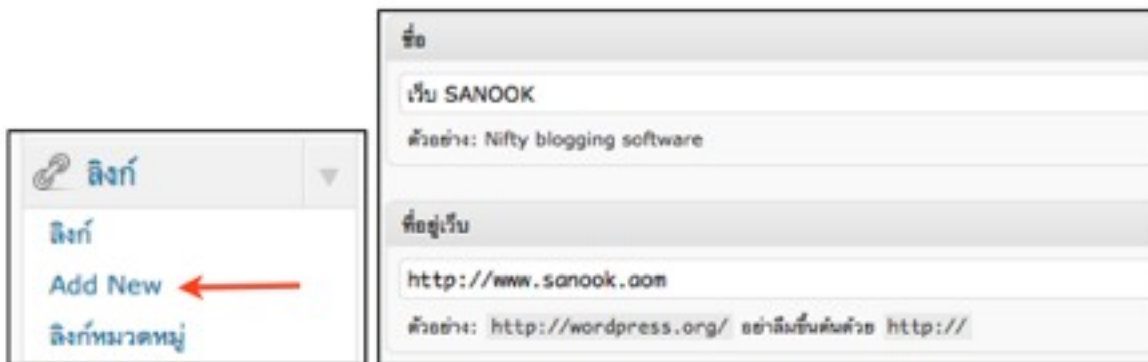 ลิงก์
ลิงก์
Add New
ลิงก์หมวดหมู่
ชื่อ
เว็บ SANOOK
ตัวอย่าง: Nifty blogging software
ที่อยู่เว็บ
http://www.sanook.aom
ตัวอย่าง: http://wordpress.org/ อย่าลืมขึ้นต้นด้วย http://